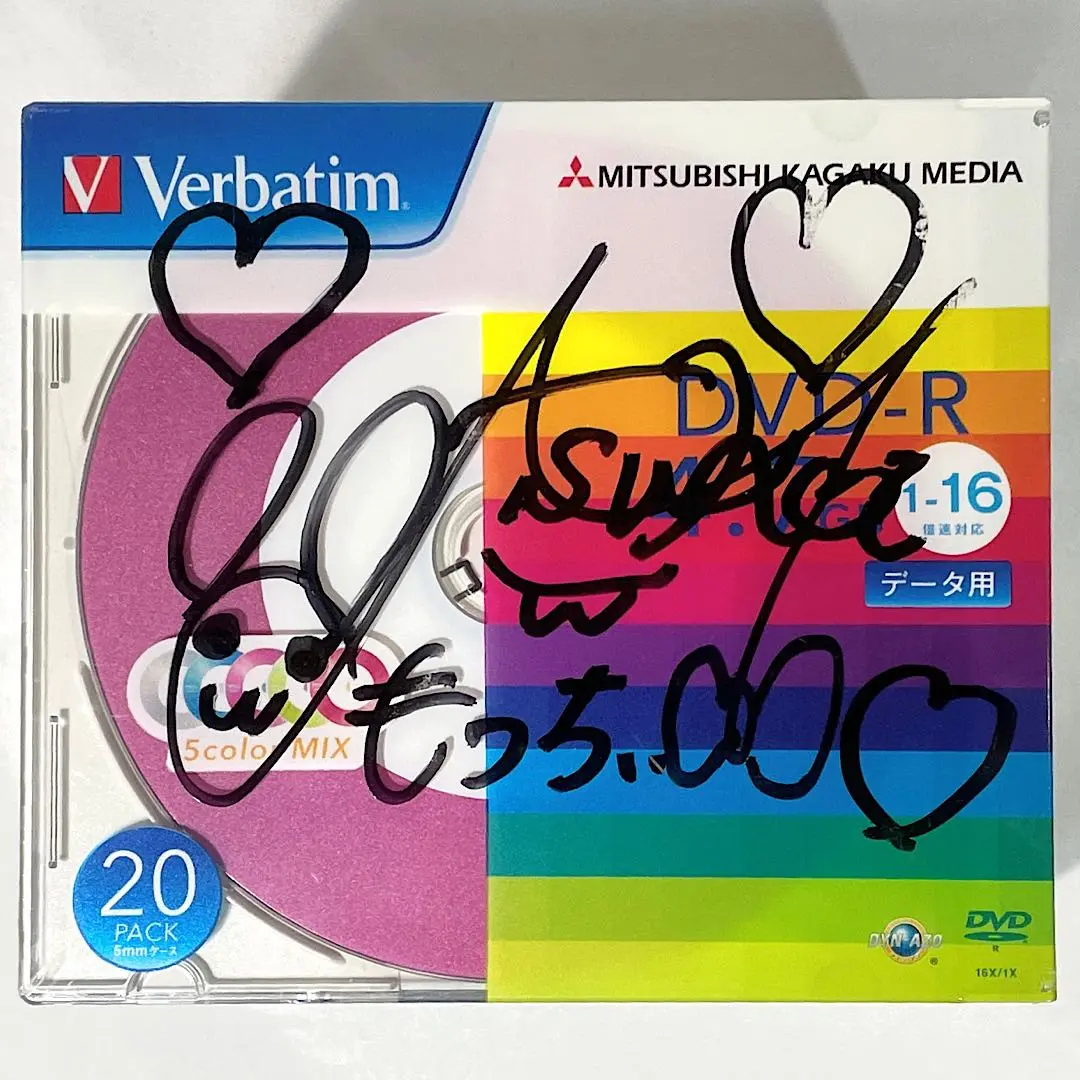 Verbatim
MITSUBISHI KAGAKU MEDIA
DVD-R
Asuka
1-16
倍速対応
データ用
もっち
5color MIX
20
PACK
5mmケース
DVD
R
16X/1X